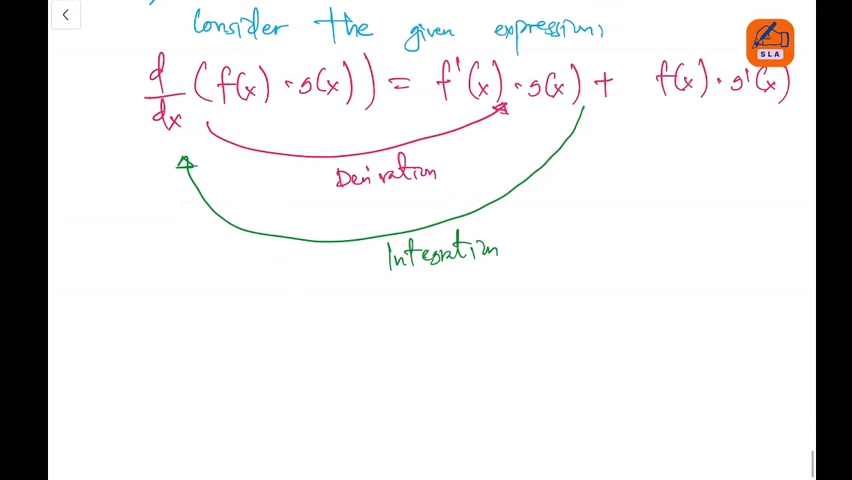 Consider the given expression,
SLA
d/dx (f(x) · g(x)) = f'(x) · g(x) + f(x) · g'(x)
Derivation
Integration